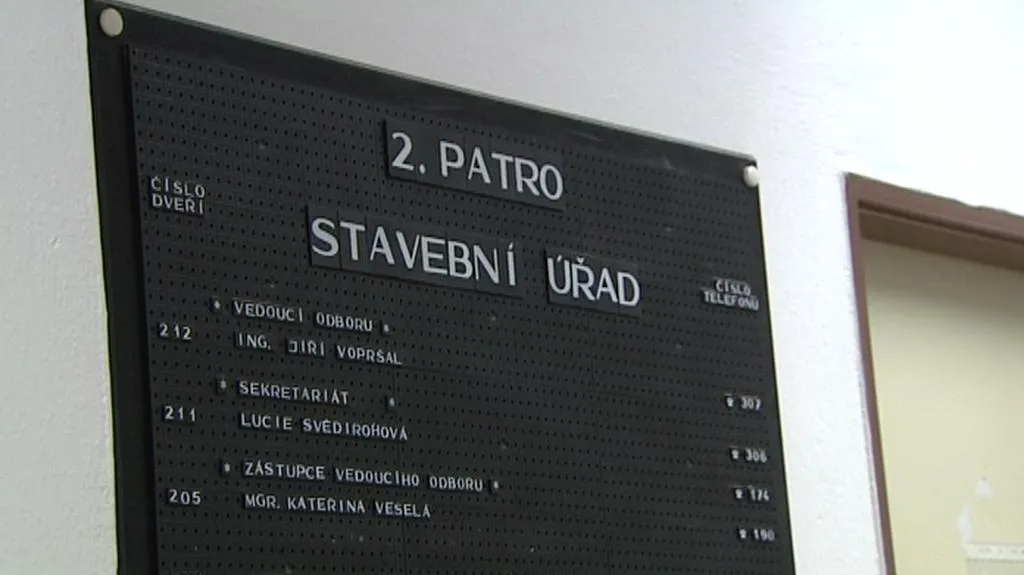 2. PATRO
ČÍSLO
DVEŘÍ
STAVEBNÍ ÚŘAD
ČÍSLO
TELEFONU
* VEDOUCÍ ODBORU *
212 ING. JIŘÍ VOPRŠAL
* SEKRETARIÁT *
307
211 LUCIE SVĚDIROHOVÁ
306
* ZÁSTUPCE VEDOUCÍHO ODBORU *
174
205 MGR. KATEŘINA VESELÁ
190